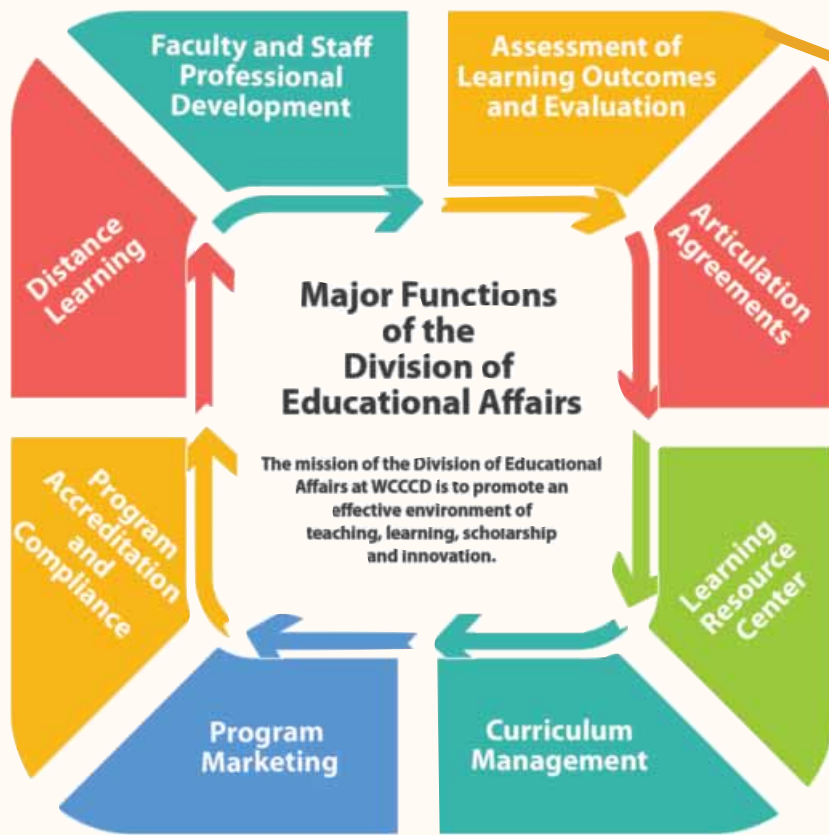 Faculty and Staff
Professional
Development
Assessment of
Learning Outcomes
and Evaluation
Articulation
Agreements
Learning
Resource
Center
Curriculum
Management
Program
Marketing
Program
Accreditation
and
Compliance
Distance
Learning
Major Functions
of the
Division of
Educational Affairs
The mission of the Division of Educational
Affairs at WCCCD is to promote an
effective environment of
teaching, learning, scholarship
and innovation.